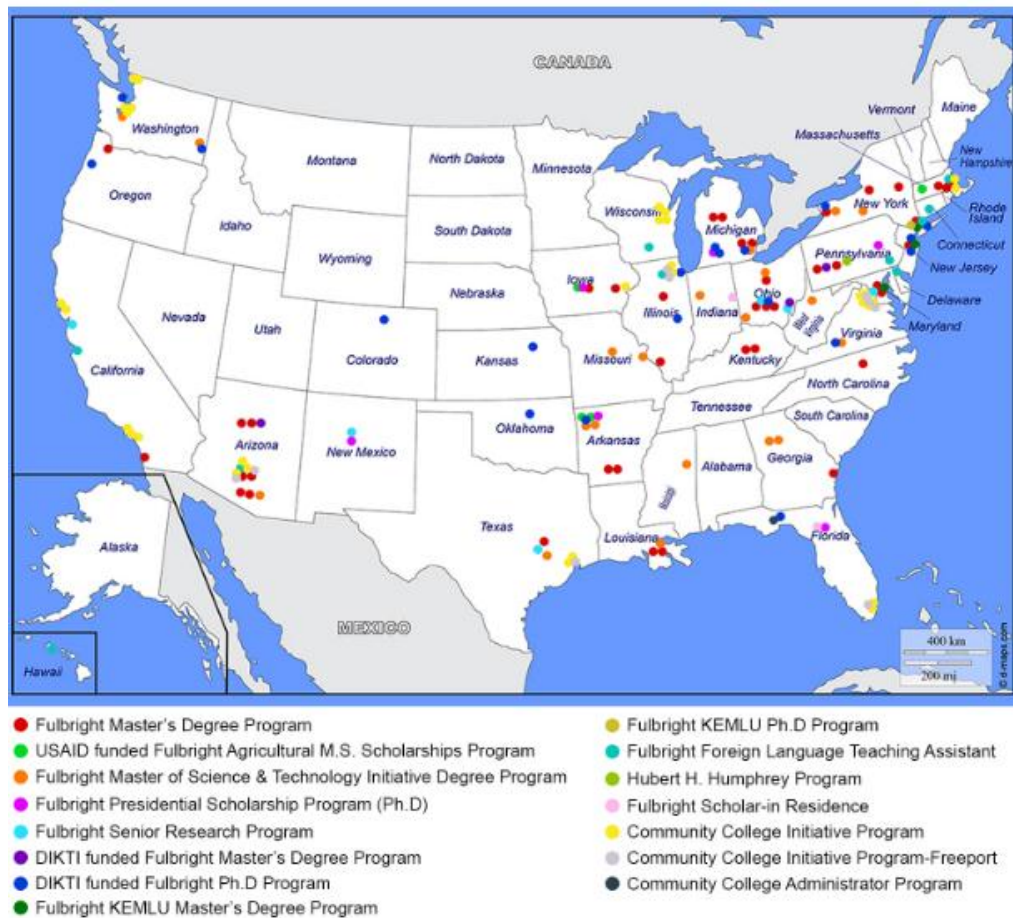 CANADA
Washington
Montana
North Dakota
Minnesota
Vermont
Maine
Massachusetts
New
Hampshire
Oregon
Idaho
South Dakota
Wisconsin
Michigan
New York
Rhode
Island
Wyoming
Iowa
Pennsylvania
Connecticut
New Jersey
Nebraska
Nevada
Utah
Illinois
Indiana
Ohio
West
Virginia
Delaware
Maryland
California
Colorado
Kansas
Missouri
Kentucky
Virginia
North Carolina
Tennessee
South Carolina
Arizona
New Mexico
Oklahoma
Arkansas
Alabama
Georgia
Texas
Louisiana
Florida
Alaska
MEXICO
Hawaii
400 km
200 mi
© d-maps.com
Fulbright Master's Degree Program
USAID funded Fulbright Agricultural M.S. Scholarships Program
Fulbright Master of Science & Technology Initiative Degree Program
Fulbright Presidential Scholarship Program (Ph.D)
Fulbright Senior Research Program
DIKTI funded Fulbright Master's Degree Program
DIKTI funded Fulbright Ph.D Program
Fulbright KEMLU Master's Degree Program
Fulbright KEMLU Ph.D Program
Fulbright Foreign Language Teaching Assistant
Hubert H. Humphrey Program
Fulbright Scholar-in Residence
Community College Initiative Program
Community College Initiative Program-Freeport
Community College Administrator Program